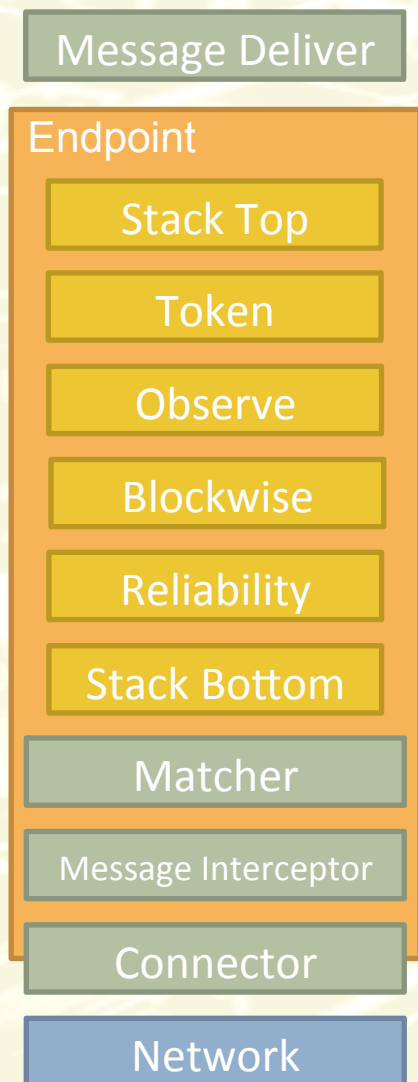 Message Deliver
Endpoint
Stack Top
Token
Observe
Blockwise
Reliability
Stack Bottom
Matcher
Message Interceptor
Connector
Network